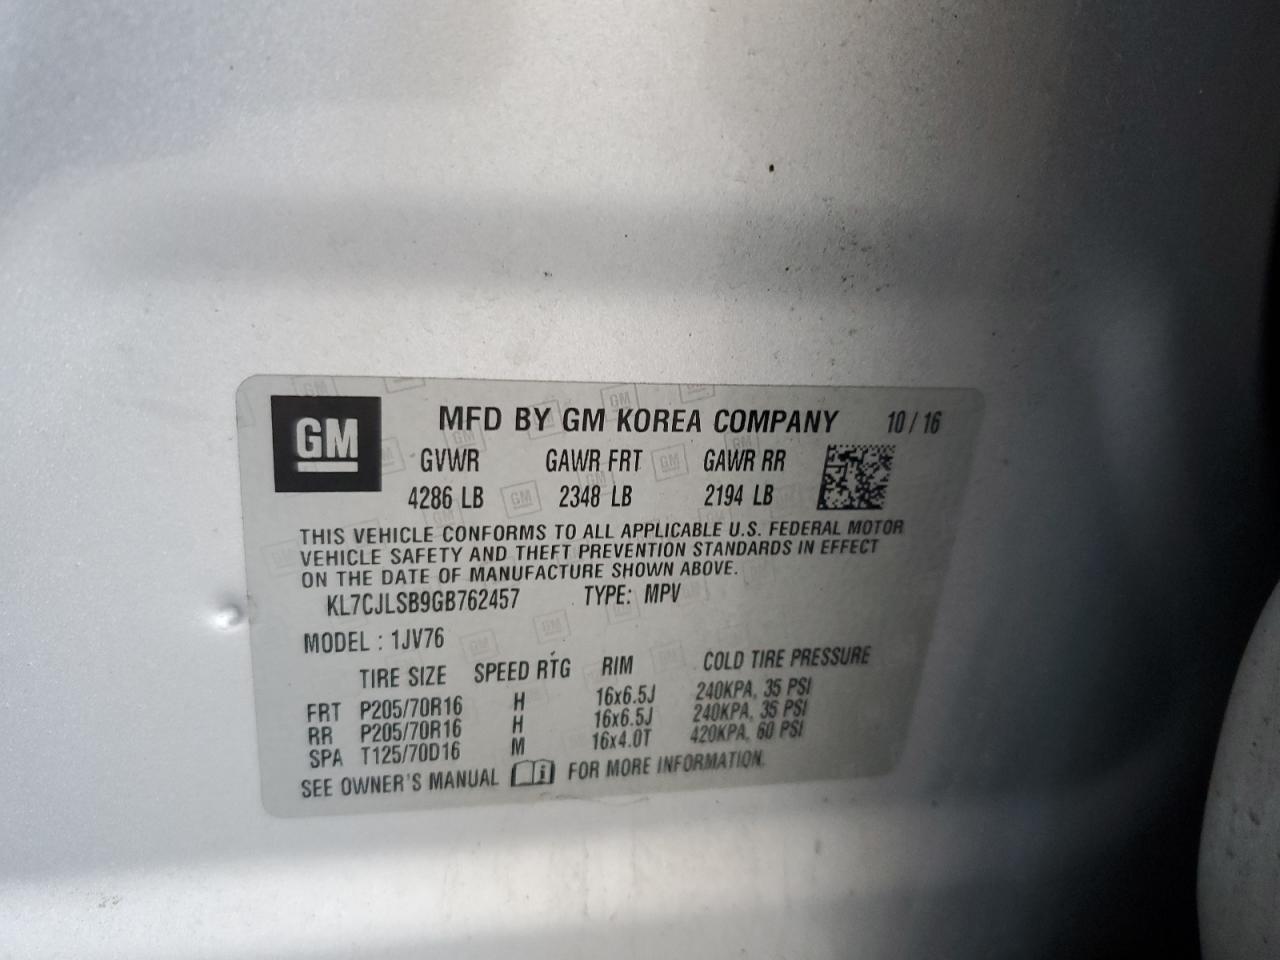 GM MFD BY GM KOREA COMPANY 10 / 16
GVWR GAWR FRT GAWR RR
4286 LB 2348 LB 2194 LB
THIS VEHICLE CONFORMS TO ALL APPLICABLE U.S. FEDERAL MOTOR
VEHICLE SAFETY AND THEFT PREVENTION STANDARDS IN EFFECT
ON THE DATE OF MANUFACTURE SHOWN ABOVE.
KL7CJLSB9GB762457 TYPE: MPV
MODEL : 1JV76
TIRE SIZE SPEED RTG RIM COLD TIRE PRESSURE
FRT P205/70R16 H 16x6.5J 240KPA, 35 PSI
RR P205/70R16 H 16x6.5J 240KPA, 35 PSI
SPA T125/70D16 M 16x4.0T 420KPA, 60 PSI
SEE OWNER'S MANUAL FOR MORE INFORMATION.